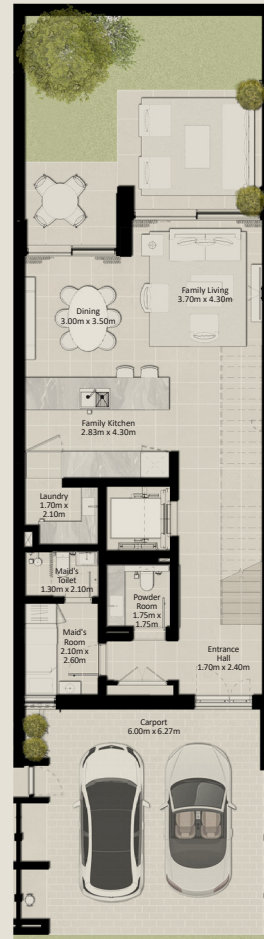 Family Living
3.70m x 4.30m
Dining
3.00m x 3.50m
Family Kitchen
2.83m x 4.30m
Laundry
1.70m x
2.10m
Maid's
Toilet
1.30m x 2.10m
Powder
Room
1.75m x
1.75m
Maid's
Room
2.10m x
2.60m
Entrance
Hall
1.70m x 2.40m
Carport
6.00m x 6.27m